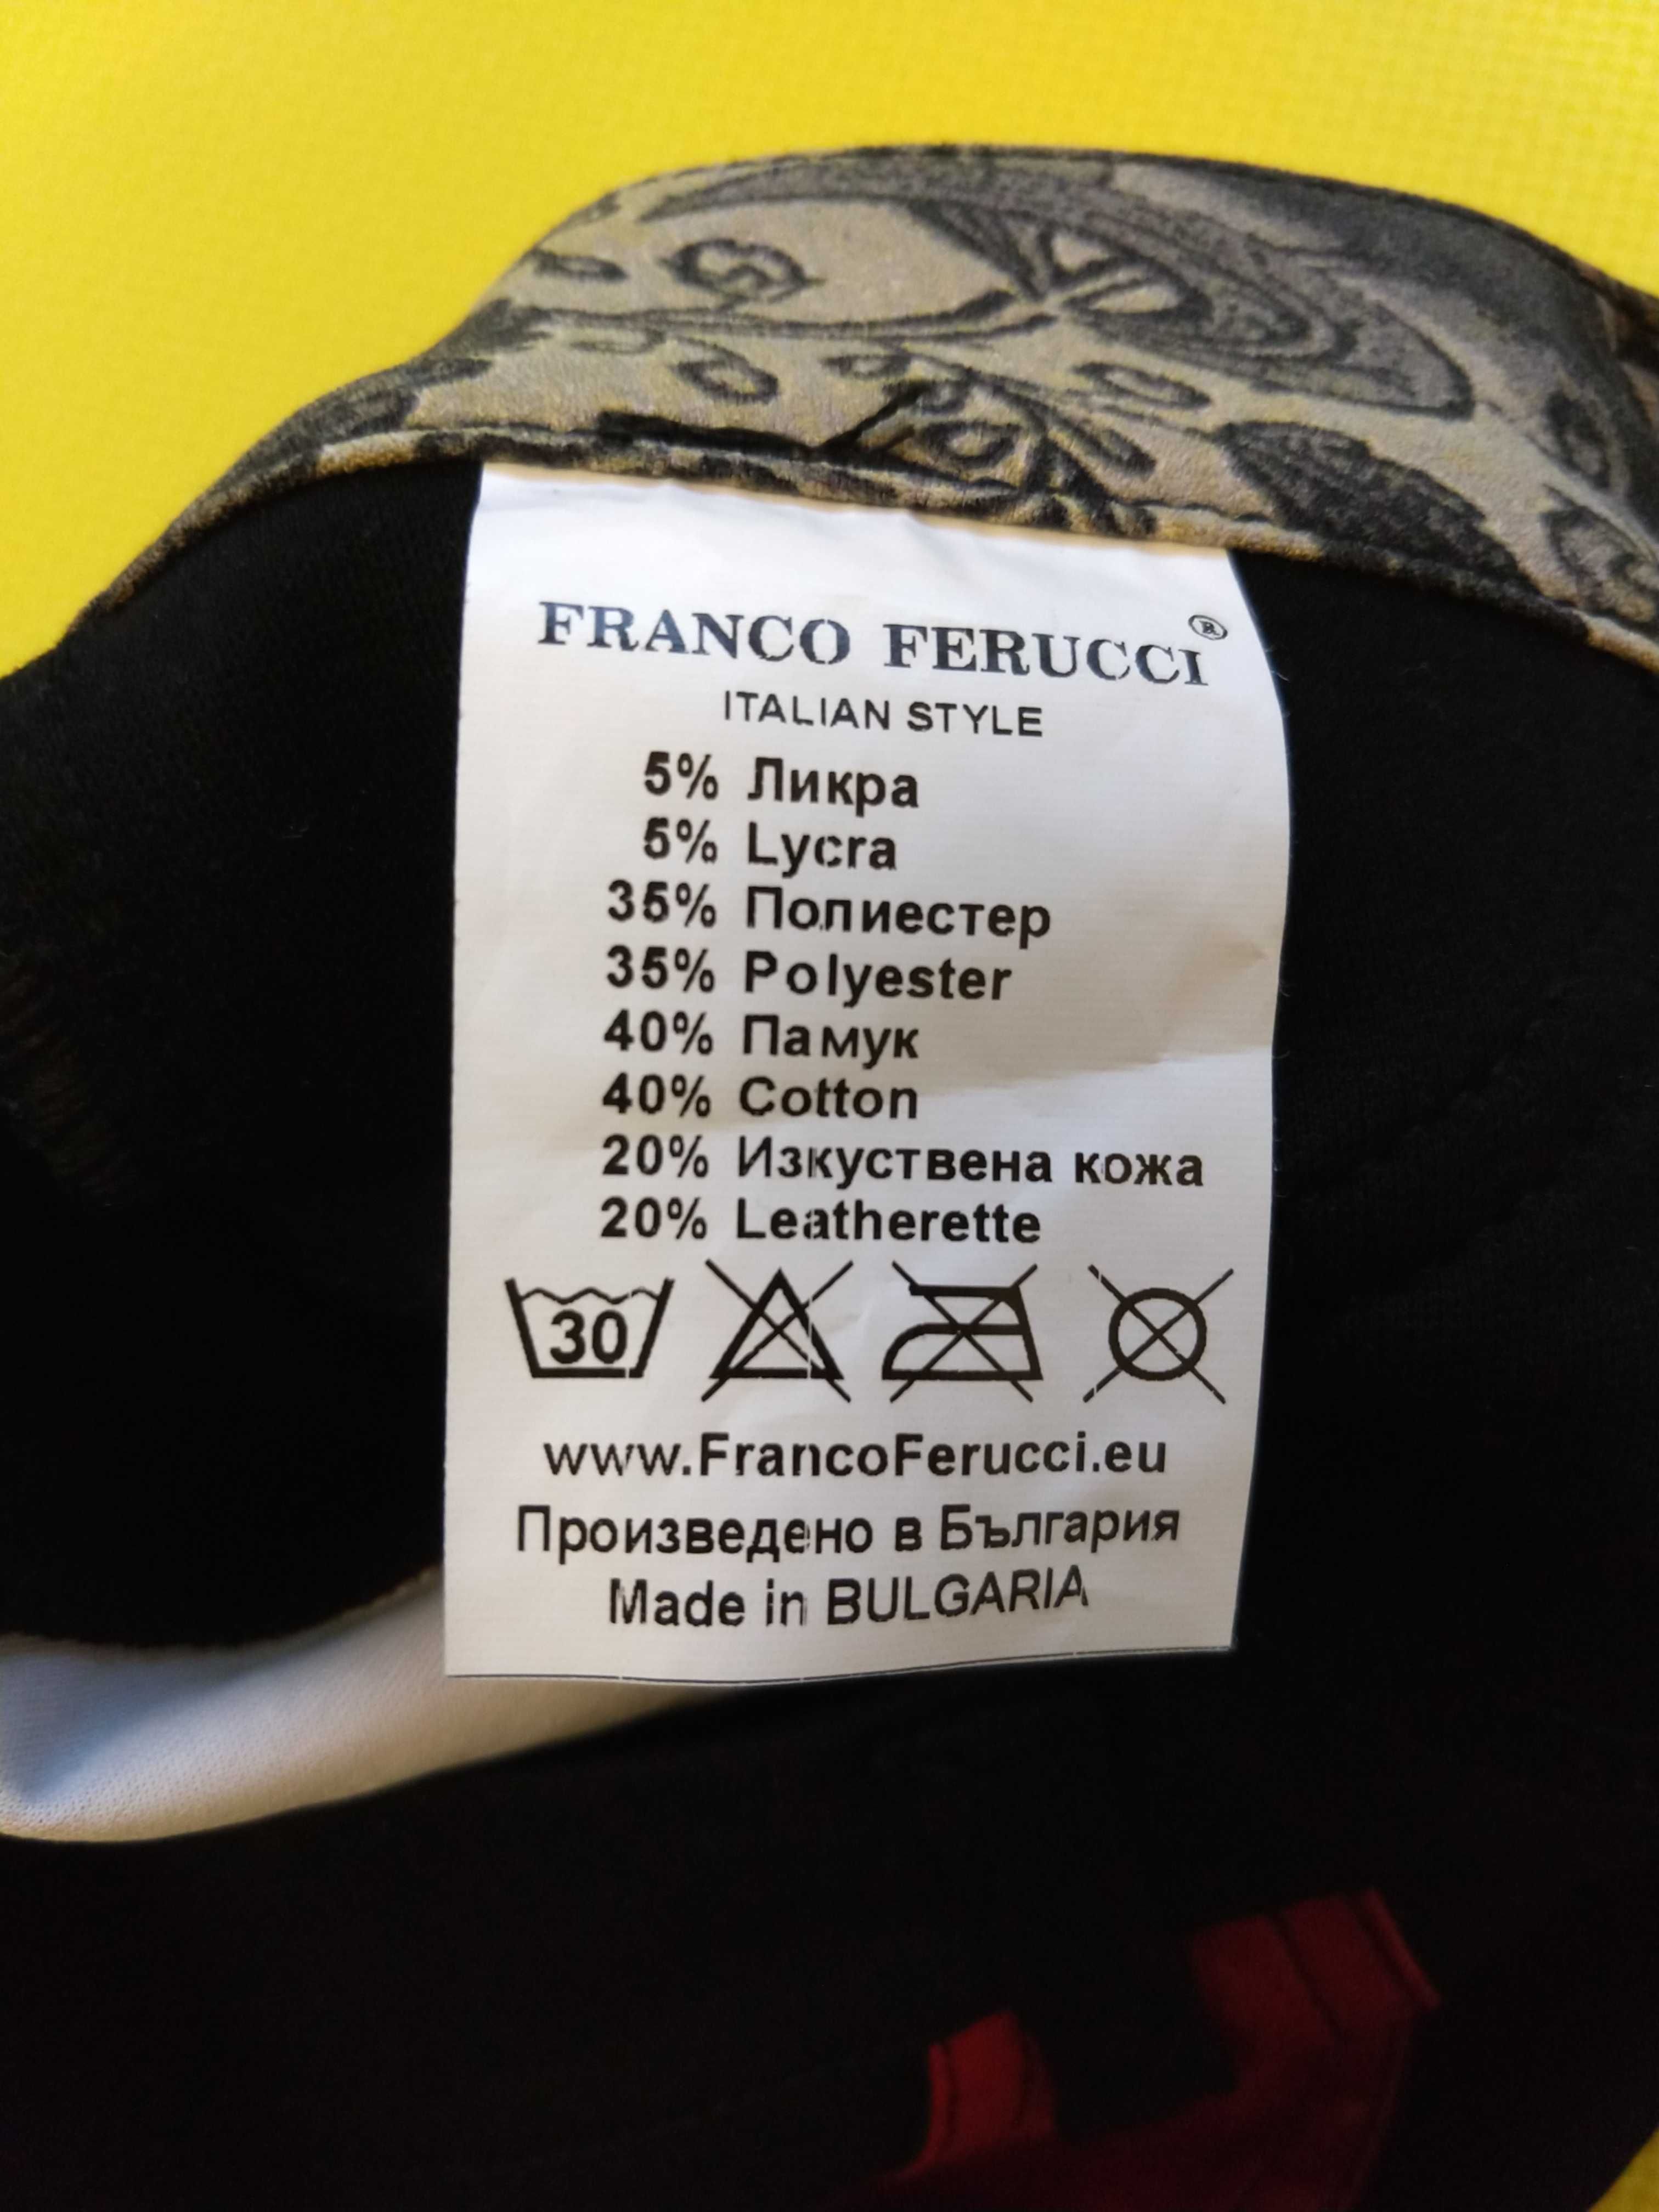 FRANCO FERUCCI®
ITALIAN STYLE
5% Ликра
5% Lycra
35% Полиестер
35% Polyester
40% Памук
40% Cotton
20% Изкуствена кожа
20% Leatherette
30
www.FrancoFerucci.eu
Произведено в България
Made in BULGARIA